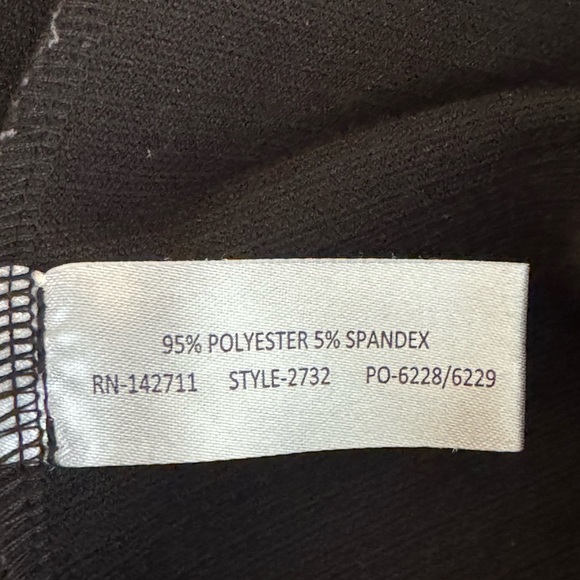 95% POLYESTER 5% SPANDEX
RN-142711 STYLE-2732 PO-6228/6229